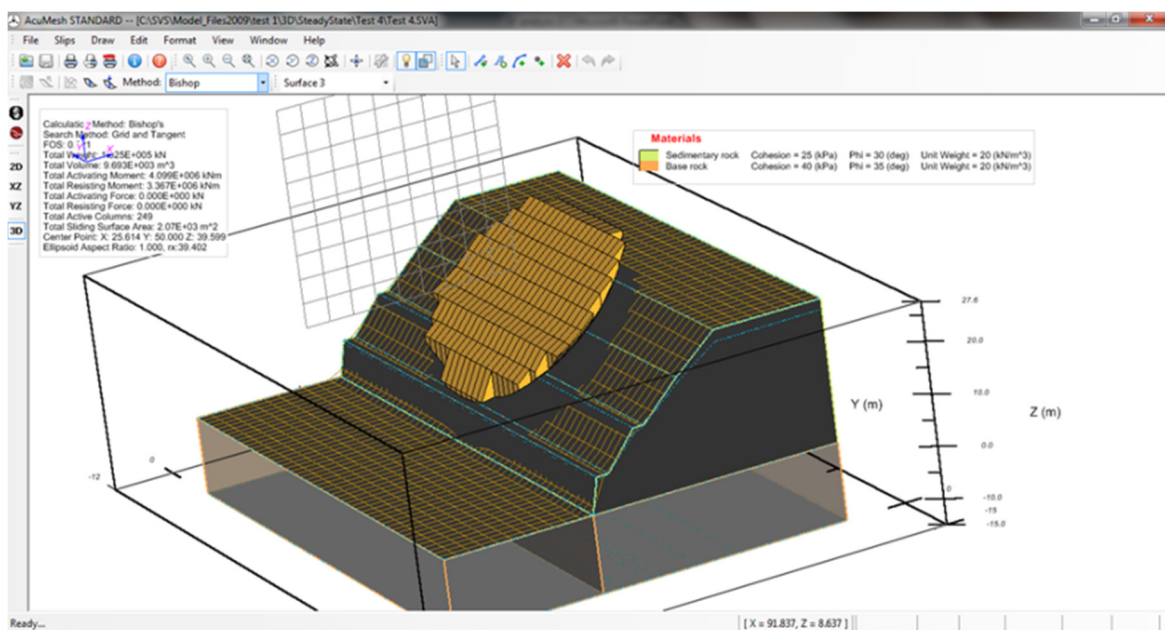 AcuMesh STANDARD -- [C:\SVS\Model_Files2009\test 1\3D\SteadyState\Test 4\Test 4.SVA]
File Slips Draw Edit Format View Window Help
Method: Bishop Surface 3
2D
XZ
YZ
3D
Method: Bishop's
Search Method: Grid and Tangent
FOS: 0.
Total
Total Volume: 9.693E+003 m^3
Total Activating Moment: 4.099E+006 kNm
Total Resisting Moment: 3.367E+006 kNm
Total Activating Force: 0.000E+000 kN
Total Resisting Force: 0.000E+000 kN
Total Active Columns: 249
Total Sliding Surface Area: 2.07E+03 m^2
Center Point: X: 25.614 Y: 50.000 Z: 39.599
Ellipsoid Aspect Ratio: 1.000, rx:39.402
Materials
Sedimentary rock Cohesion = 25 (kPa) Phi = 30 (deg) Unit Weight = 20 (kN/m^3)
Base rock Cohesion = 40 (kPa) Phi = 35 (deg) Unit Weight = 20 (kN/m^3)
27.6
20.0
10.0
Y (m) Z (m)
0.0
0
-12
0
-10.0
-15
-15.0
Ready...
[ X = 91.837, Z = 8.637 ]